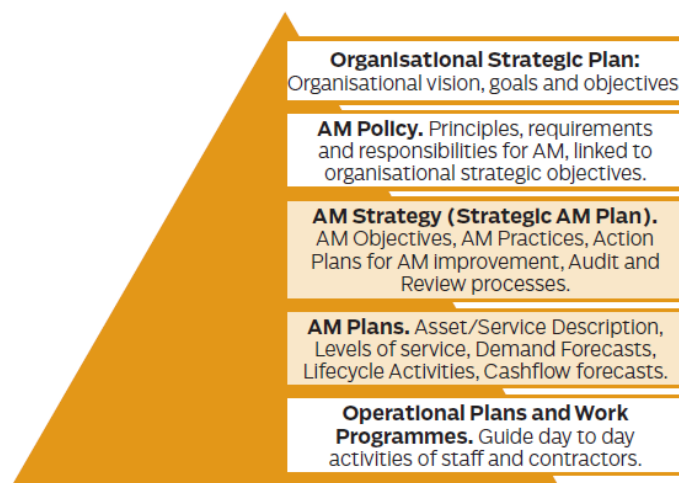 Organisational Strategic Plan:
Organisational vision, goals and objectives
AM Policy. Principles, requirements
and responsibilities for AM, linked to
organisational strategic objectives.
AM Strategy (Strategic AM Plan).
AM Objectives, AM Practices, Action
Plans for AM Improvement, Audit and
Review processes.
AM Plans. Asset/Service Description,
Levels of service, Demand Forecasts,
Lifecycle Activities, Cashflow forecasts.
Operational Plans and Work
Programmes. Guide day to day
activities of staff and contractors.